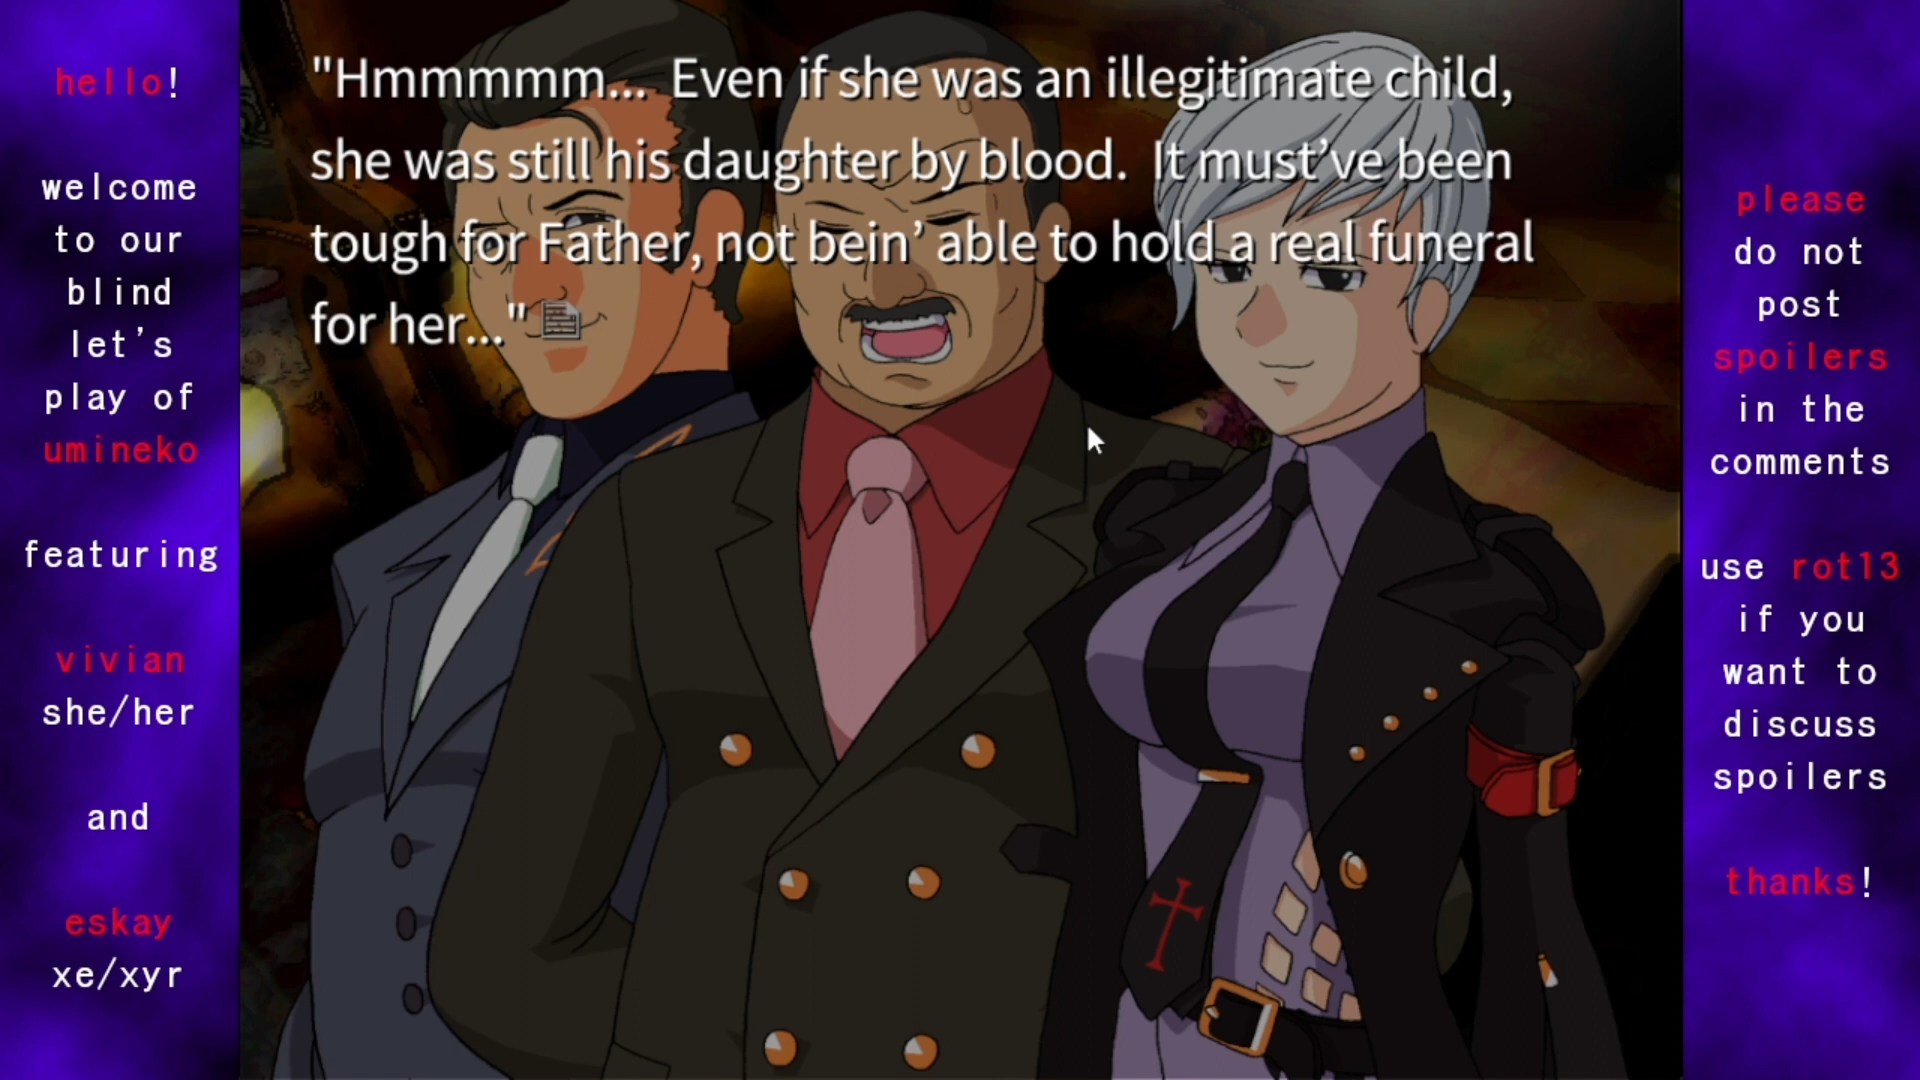 hello!
welcome
to our
blind
let's
play of
umineko
featuring
vivian
she/her
and
eskay
xe/xyr
"Hmmmmm...  Even if she was an illegitimate child,
she was still his daughter by blood.  It must've been
tough for Father, not bein' able to hold a real funeral
for her..."
please
do not
post
spoilers
in the
comments
use rot13
if you
want to
discuss
spoilers
thanks!